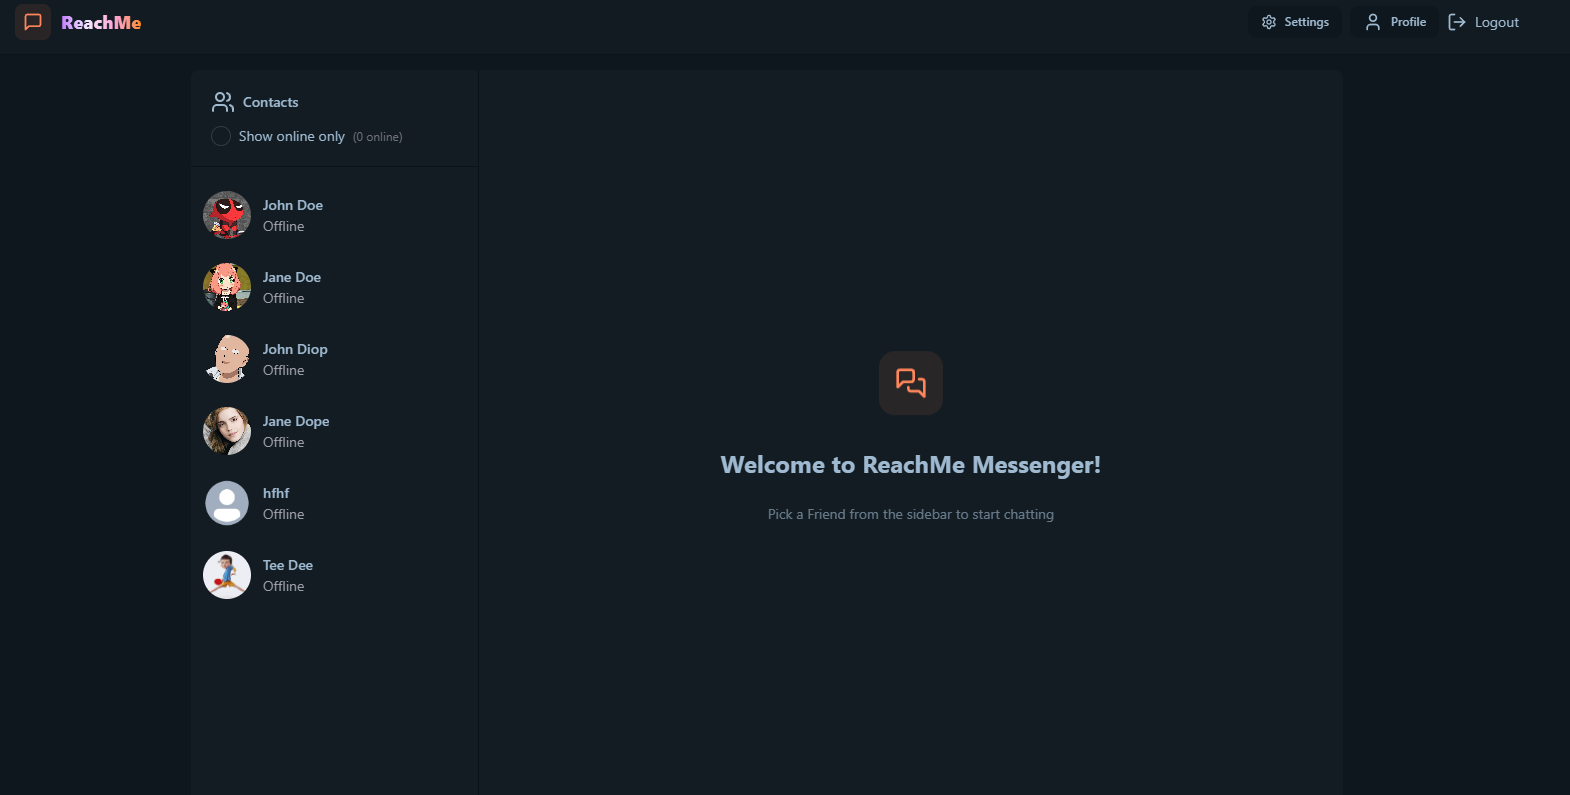 ReachMe
Settings
Profile
Logout
Contacts
Show online only (0 online)
John Doe
Offline
Jane Doe
Offline
John Diop
Offline
Jane Dope
Offline
hfhf
Offline
Tee Dee
Offline
Welcome to ReachMe Messenger!
Pick a Friend from the sidebar to start chatting